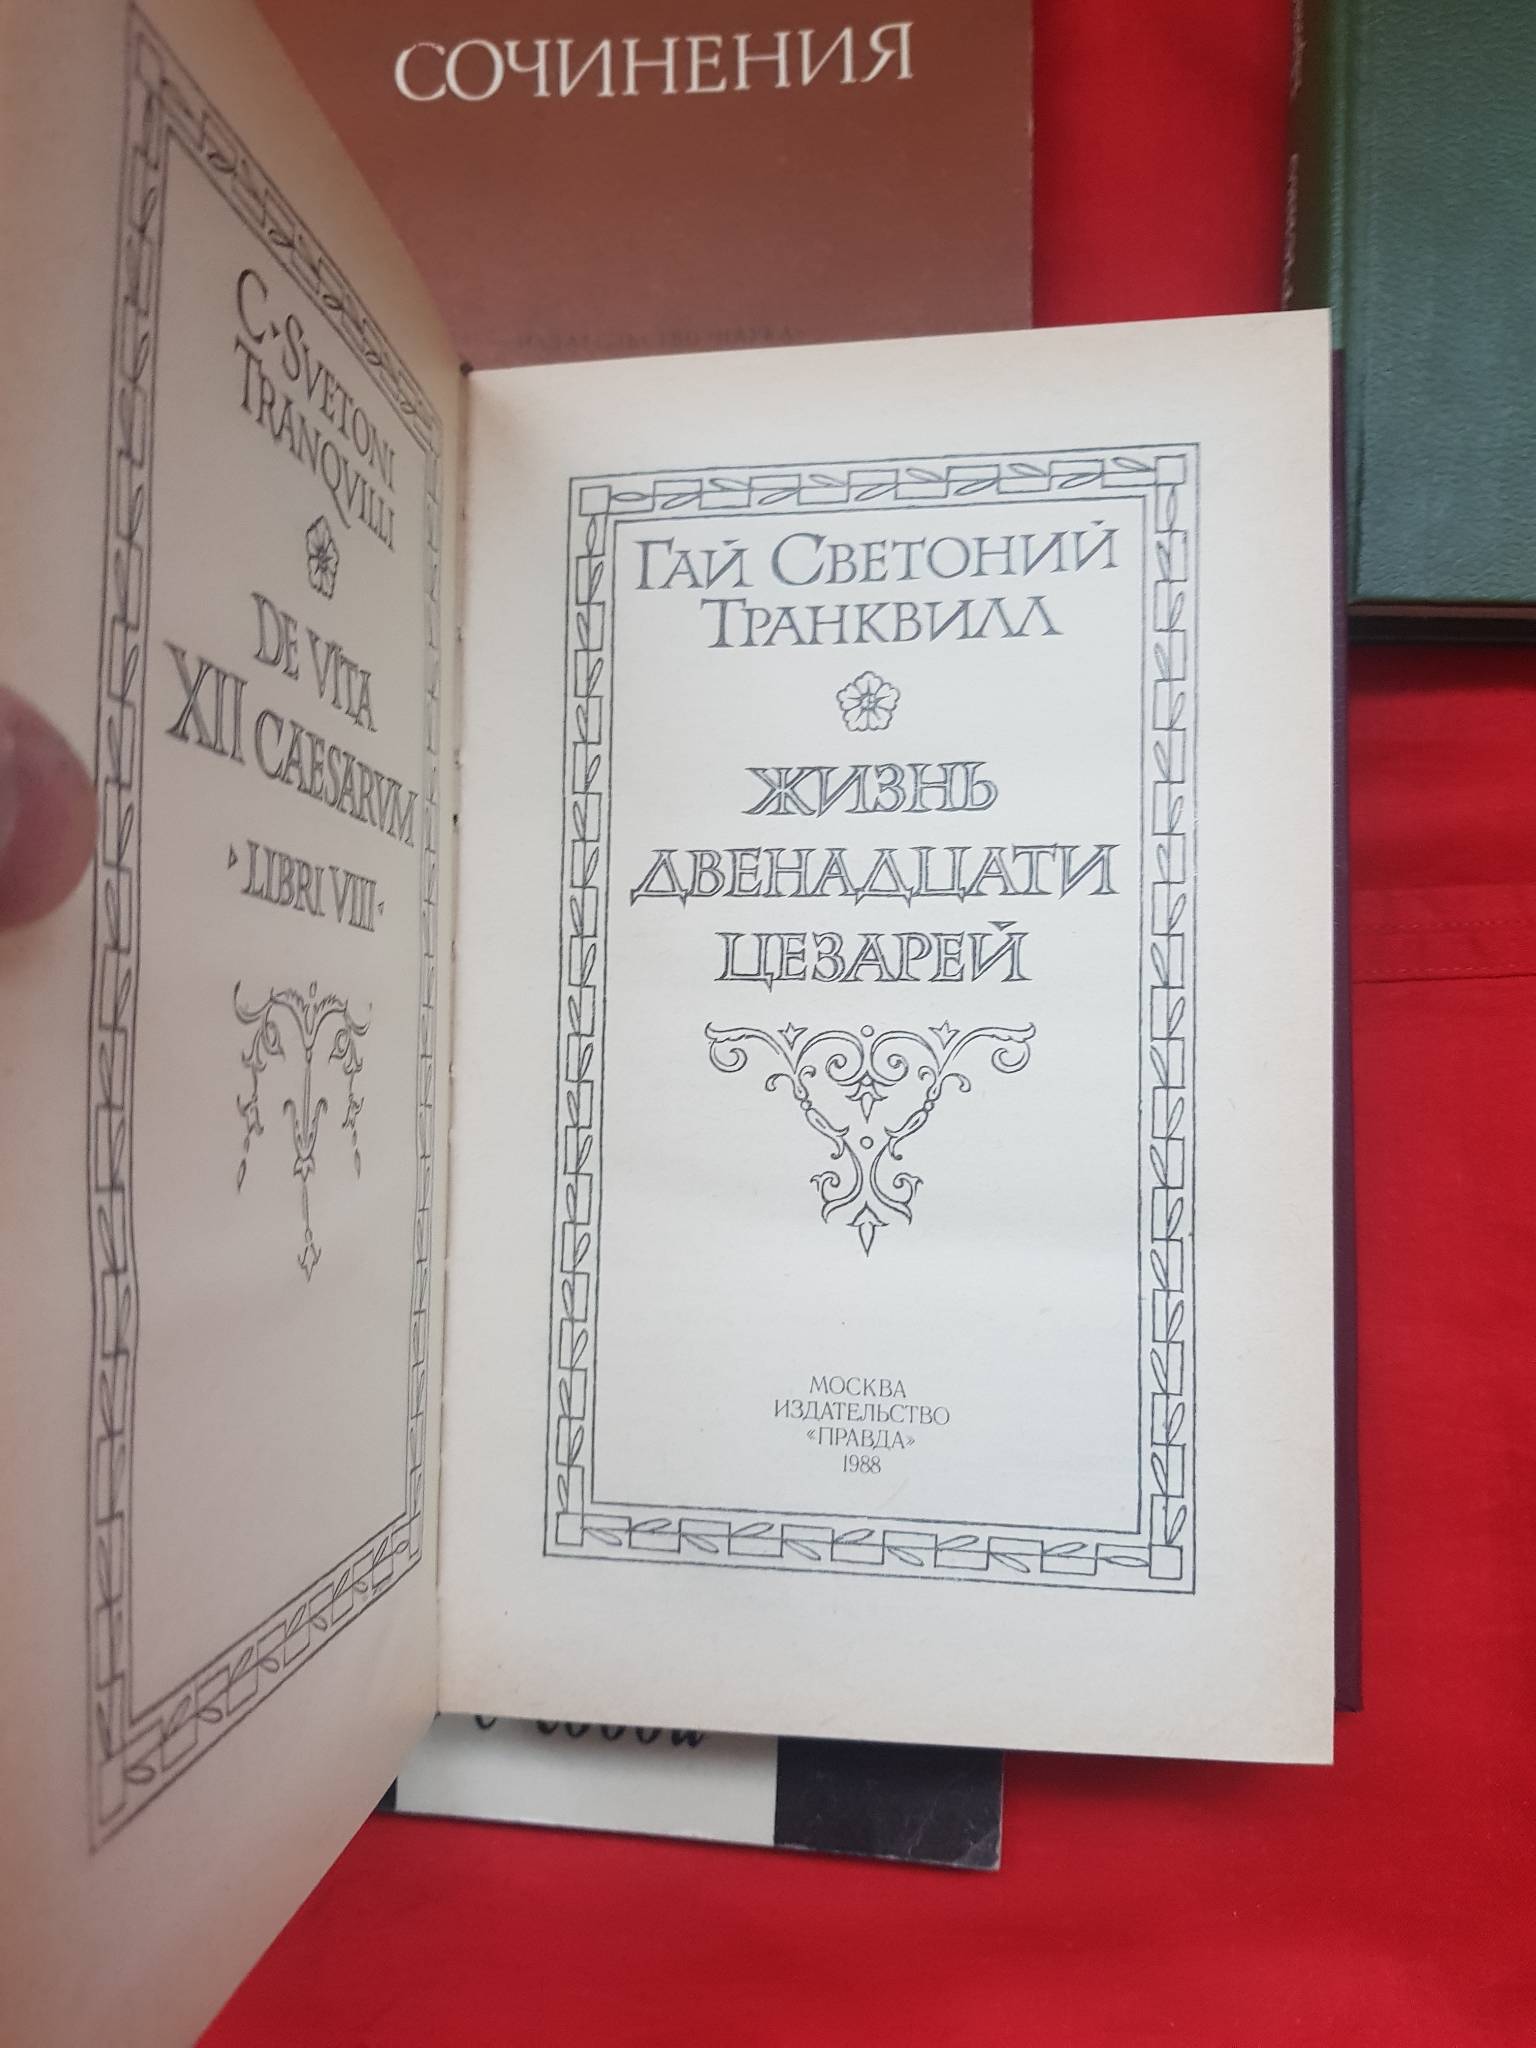 СОЧИНЕНИЯ
C·SVETONI
TRANQVILLI
DE VITA
XII CAESARVM
LIBRI VIII
ГАЙ СВЕТОНИЙ
ТРАНКВИЛЛ
ЖИЗНЬ
ДВЕНАДЦАТИ
ЦЕЗАРЕЙ
МОСКВА
ИЗДАТЕЛЬСТВО
«ПРАВДА»
1988
с собой